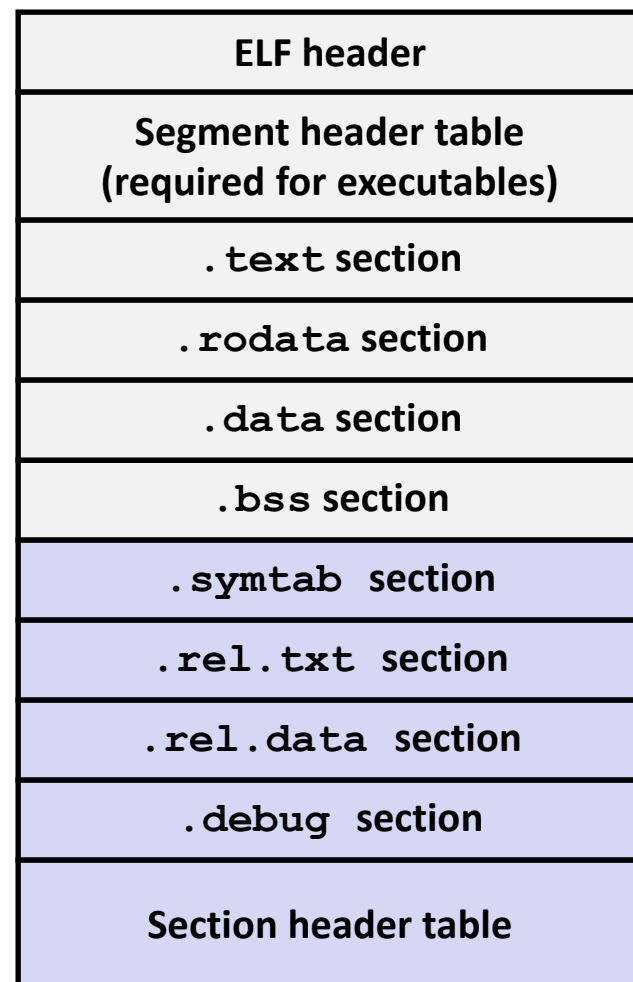 ELF header
Segment header table
(required for executables)
.text section
.rodata section
.data section
.bss section
.symtab section
.rel.txt section
.rel.data section
.debug section
Section header table